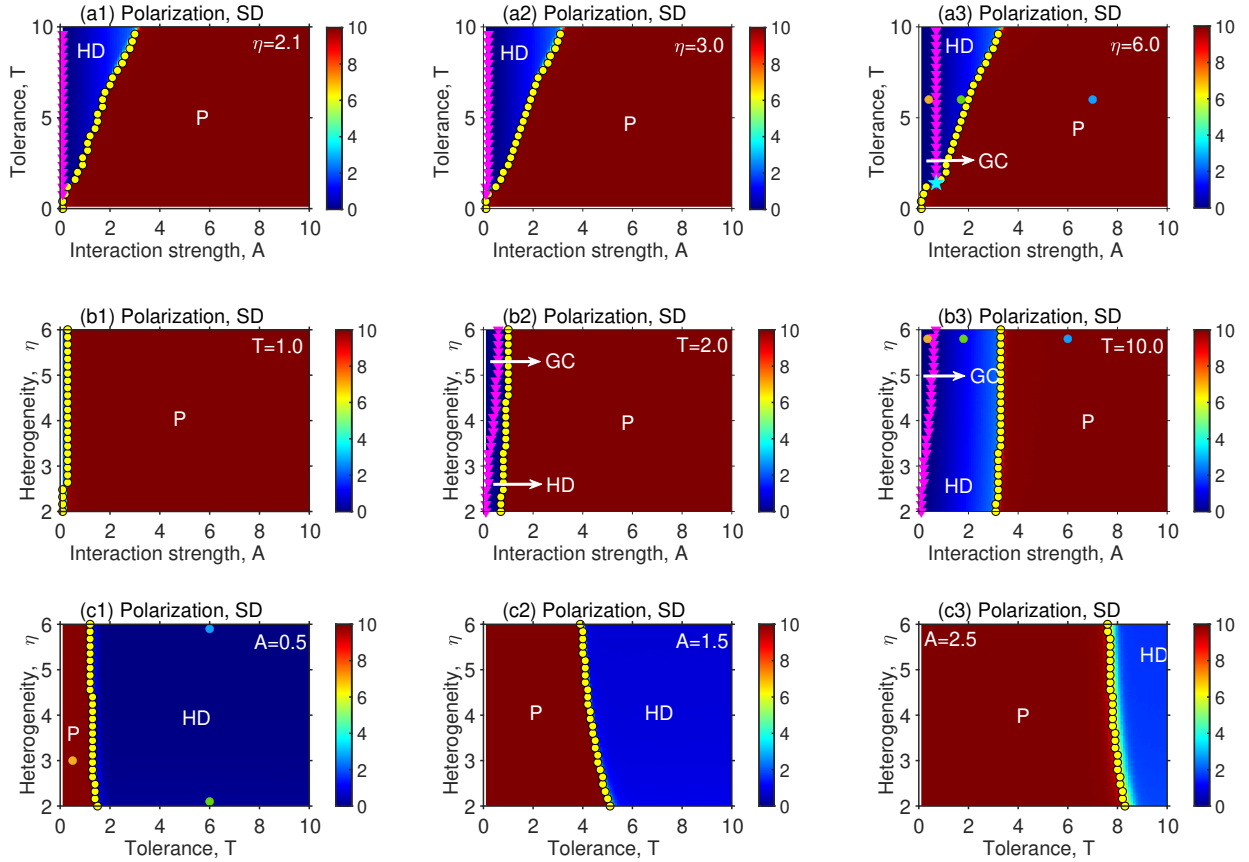 (a1) Polarization, SD
(a2) Polarization, SD
(a3) Polarization, SD
10
5
0
Tolerance, T
HD
η=2.1
P
0 2 4 6 8 10
Interaction strength, A
10
8
6
4
2
0
10
5
0
Tolerance, T
HD
η=3.0
P
0 2 4 6 8 10
Interaction strength, A
10
8
6
4
2
0
10
5
0
Tolerance, T
HD
η=6.0
P
GC
0 2 4 6 8 10
Interaction strength, A
10
8
6
4
2
0
(b1) Polarization, SD
(b2) Polarization, SD
(b3) Polarization, SD
6
5
4
3
2
Heterogeneity, η
T=1.0
P
0 2 4 6 8 10
Interaction strength, A
10
8
6
4
2
0
6
5
4
3
2
Heterogeneity, η
T=2.0
GC
P
HD
0 2 4 6 8 10
Interaction strength, A
10
8
6
4
2
0
6
5
4
3
2
Heterogeneity, η
T=10.0
GC
P
HD
0 2 4 6 8 10
Interaction strength, A
10
8
6
4
2
0
(c1) Polarization, SD
(c2) Polarization, SD
(c3) Polarization, SD
6
5
4
3
2
Heterogeneity, η
A=0.5
HD
P
0 2 4 6 8 10
Tolerance, T
10
8
6
4
2
0
6
5
4
3
2
Heterogeneity, η
A=1.5
P
HD
0 2 4 6 8 10
Tolerance, T
10
8
6
4
2
0
6
5
4
3
2
Heterogeneity, η
A=2.5
HD
P
0 2 4 6 8 10
Tolerance, T
10
8
6
4
2
0